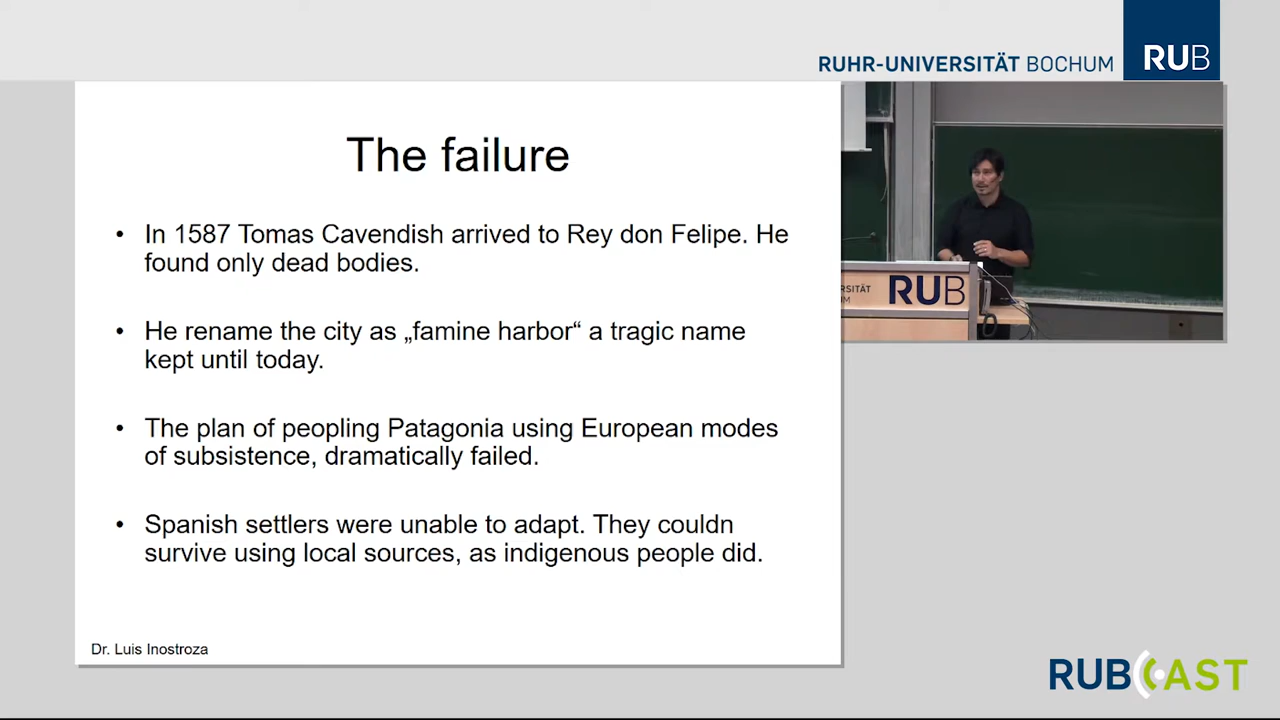 RUHR-UNIVERSITÄT BOCHUM
RUB
The failure
• In 1587 Tomas Cavendish arrived to Rey don Felipe. He
found only dead bodies.
• He rename the city as „famine harbor“ a tragic name
kept until today.
• The plan of peopling Patagonia using European modes
of subsistence, dramatically failed.
• Spanish settlers were unable to adapt. They couldn
survive using local sources, as indigenous people did.
Dr. Luis Inostroza
RSITÄT
UM
RUB
RUBCAST